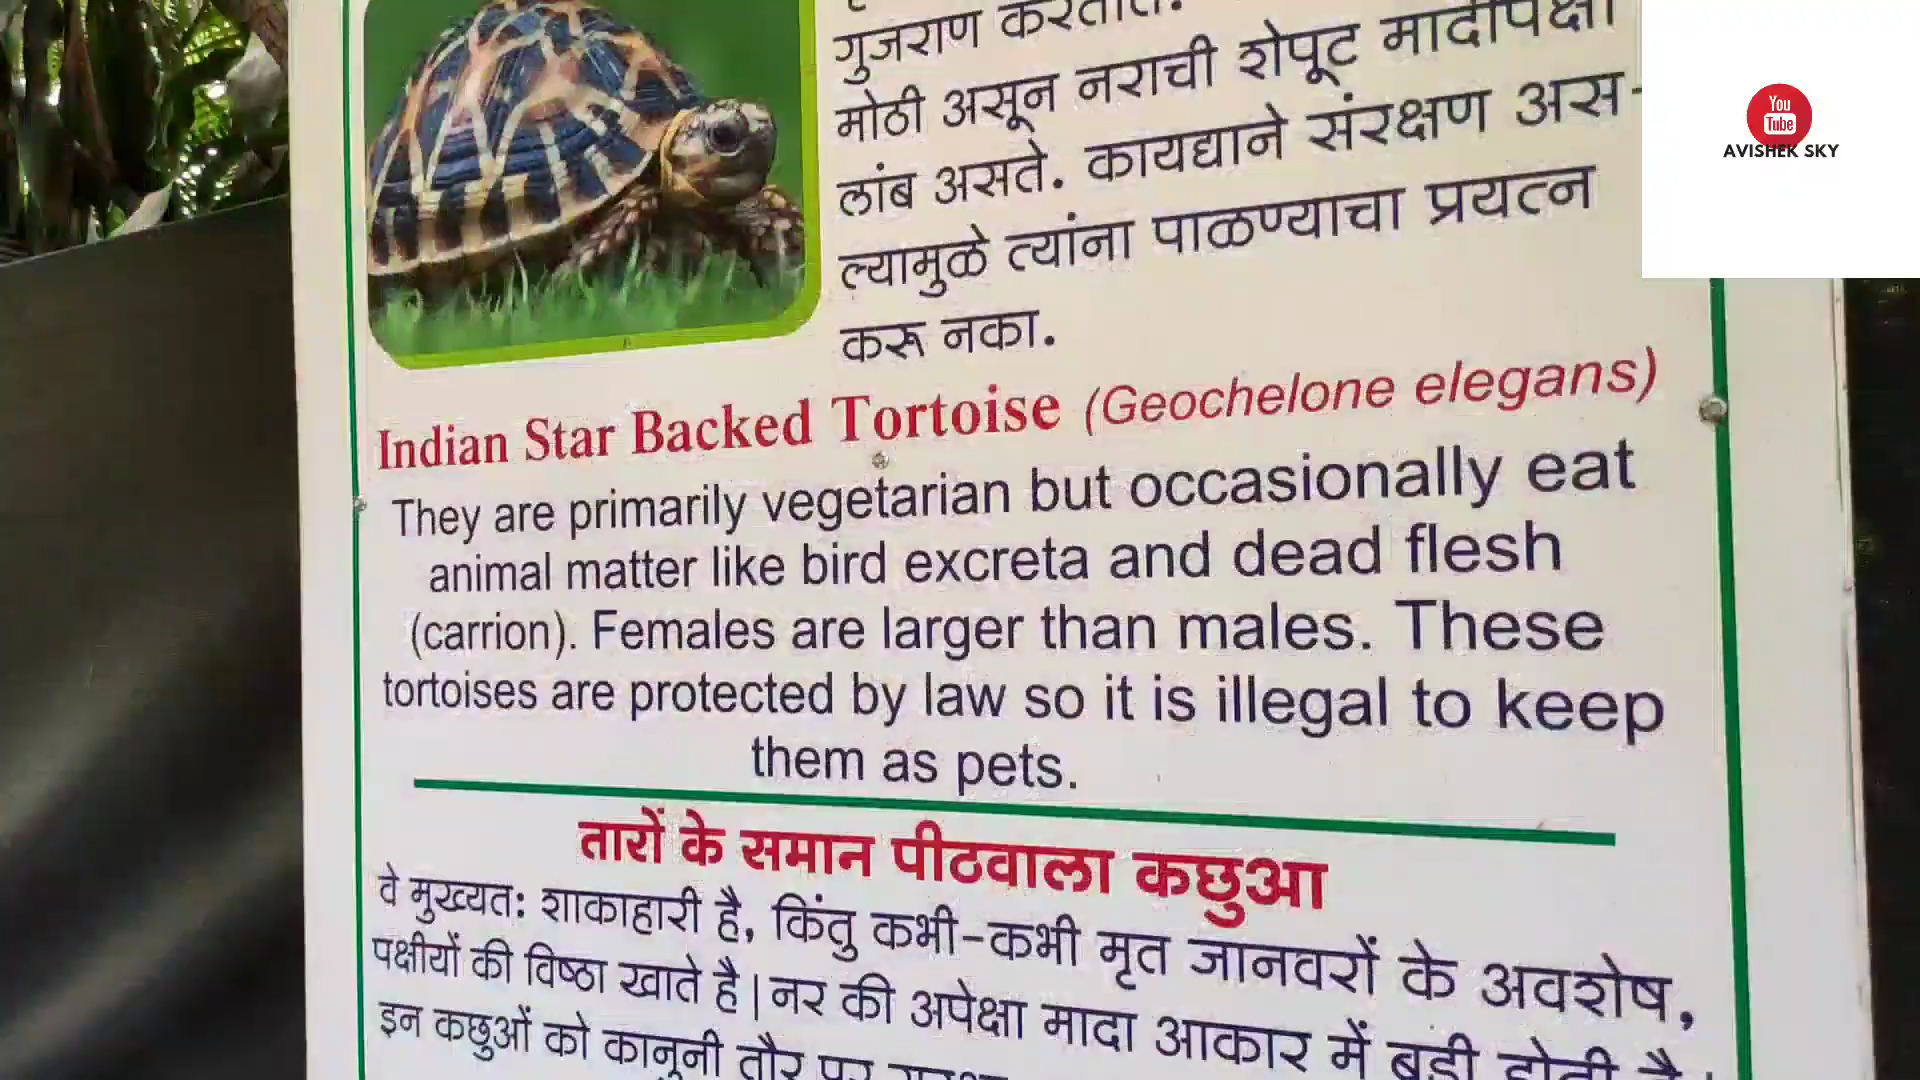 गुजराण करतात.
मोठी असून नराची शेपूट मादीपेक्षा
लांब असते. कायद्याने संरक्षण अस-
ल्यामुळे त्यांना पाळण्याचा प्रयत्न
करू नका.
You
Tube
AVISHEK SKY
Indian Star Backed Tortoise (Geochelone elegans)
They are primarily vegetarian but occasionally eat
animal matter like bird excreta and dead flesh
(carrion). Females are larger than males. These
tortoises are protected by law so it is illegal to keep
them as pets.
तारों के समान पीठवाला कछुआ
वे मुख्यत: शाकाहारी है, किंतु कभी-कभी मृत जानवरों के अवशेष,
पक्षीयों की विष्ठा खाते है | नर की अपेक्षा मादा आकार में बडी होती है |
इन कछुओं को कानूनी तौर पर